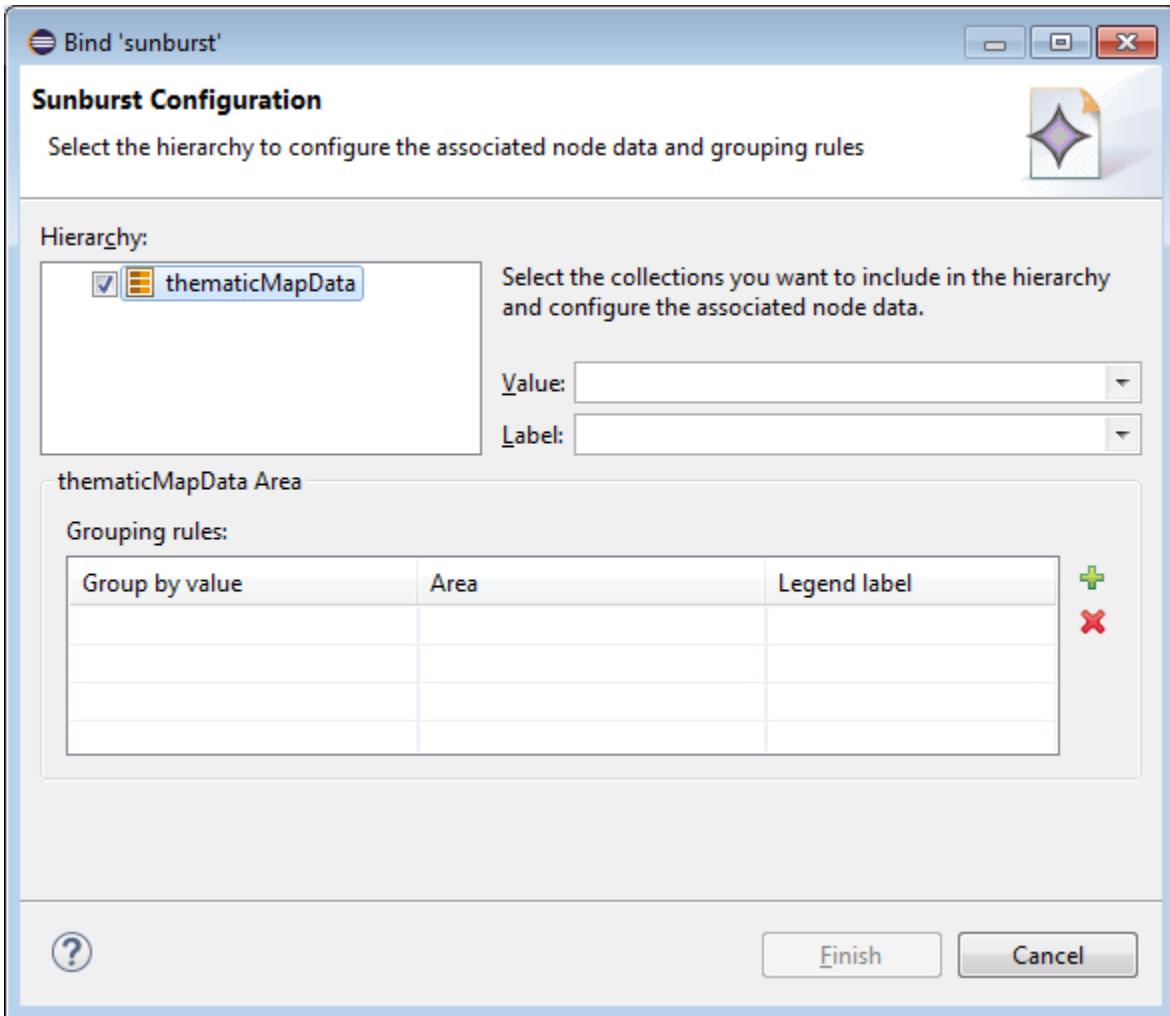 Bind 'sunburst'
Sunburst Configuration
Select the hierarchy to configure the associated node data and grouping rules
Hierarchy:
thematicMapData
Select the collections you want to include in the hierarchy
and configure the associated node data.
Value:
Label:
thematicMapData Area
Grouping rules:
Group by value Area Legend label
Finish Cancel